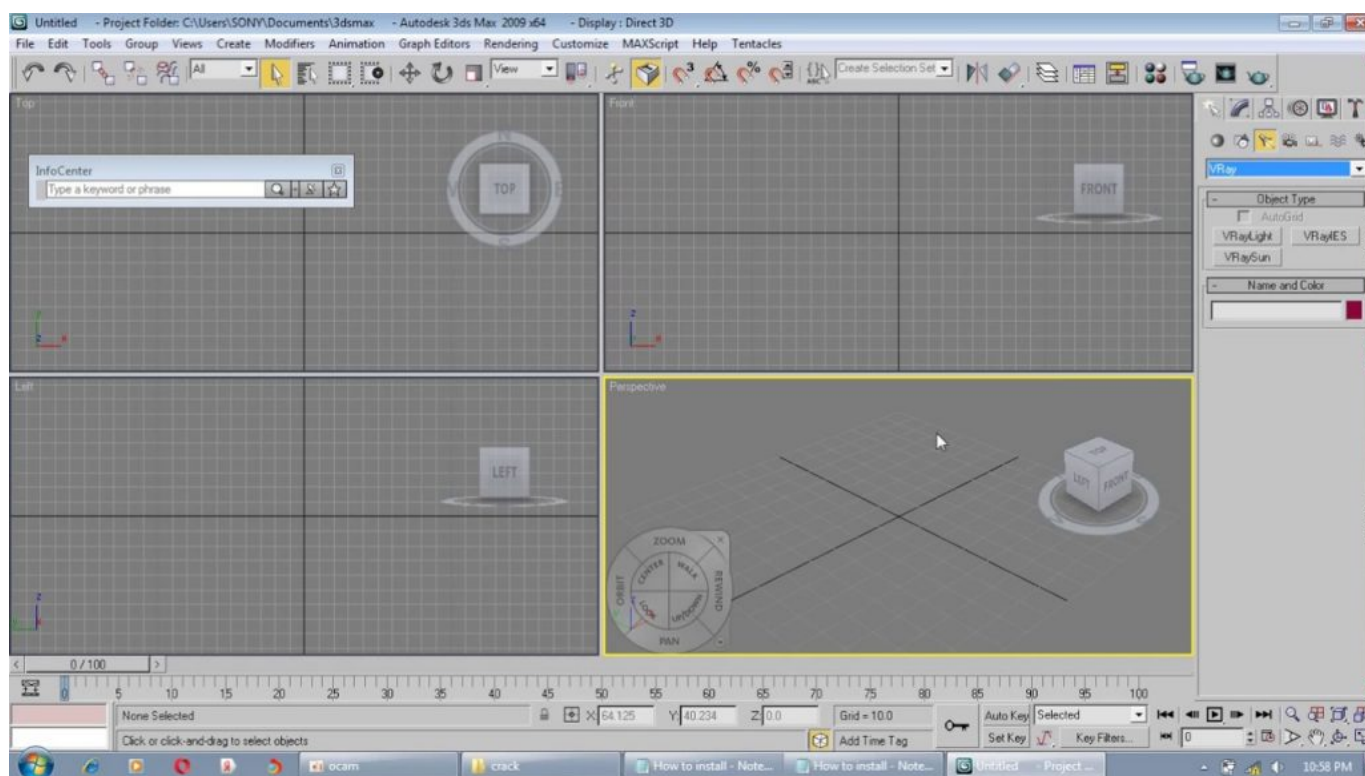 Untitled - Project Folder: C:\Users\SONY\Documents\3dsmax - Autodesk 3ds Max 2009 x64 - Display : Direct 3D
File Edit Tools Group Views Create Modifiers Animation Graph Editors Rendering Customize MAXScript Help Tentacles
All View Create Selection Set
Top
Front
InfoCenter
Type a keyword or phrase
TOP
FRONT
VRay
Object Type
AutoGrid
VRayLight VRayIES
VRaySun
Name and Color
z x
z x
Left
Perspective
LEFT
TOP
LEFT FRONT
ZOOM
CENTER WALK
ORBIT REWIND
LOOK UP/DOWN
PAN
z
0 / 100
0 5 10 15 20 25 30 35 40 45 50 55 60 65 70 75 80 85 90 95 100
None Selected X: 64.125 Y: 40.234 Z: 0.0 Grid = 10.0 Auto Key Selected
Click or click-and-drag to select objects Add Time Tag Set Key Key Filters... 0
ocam crack How to install - Note... How to install - Note... Untitled - Project ... 10:58 PM